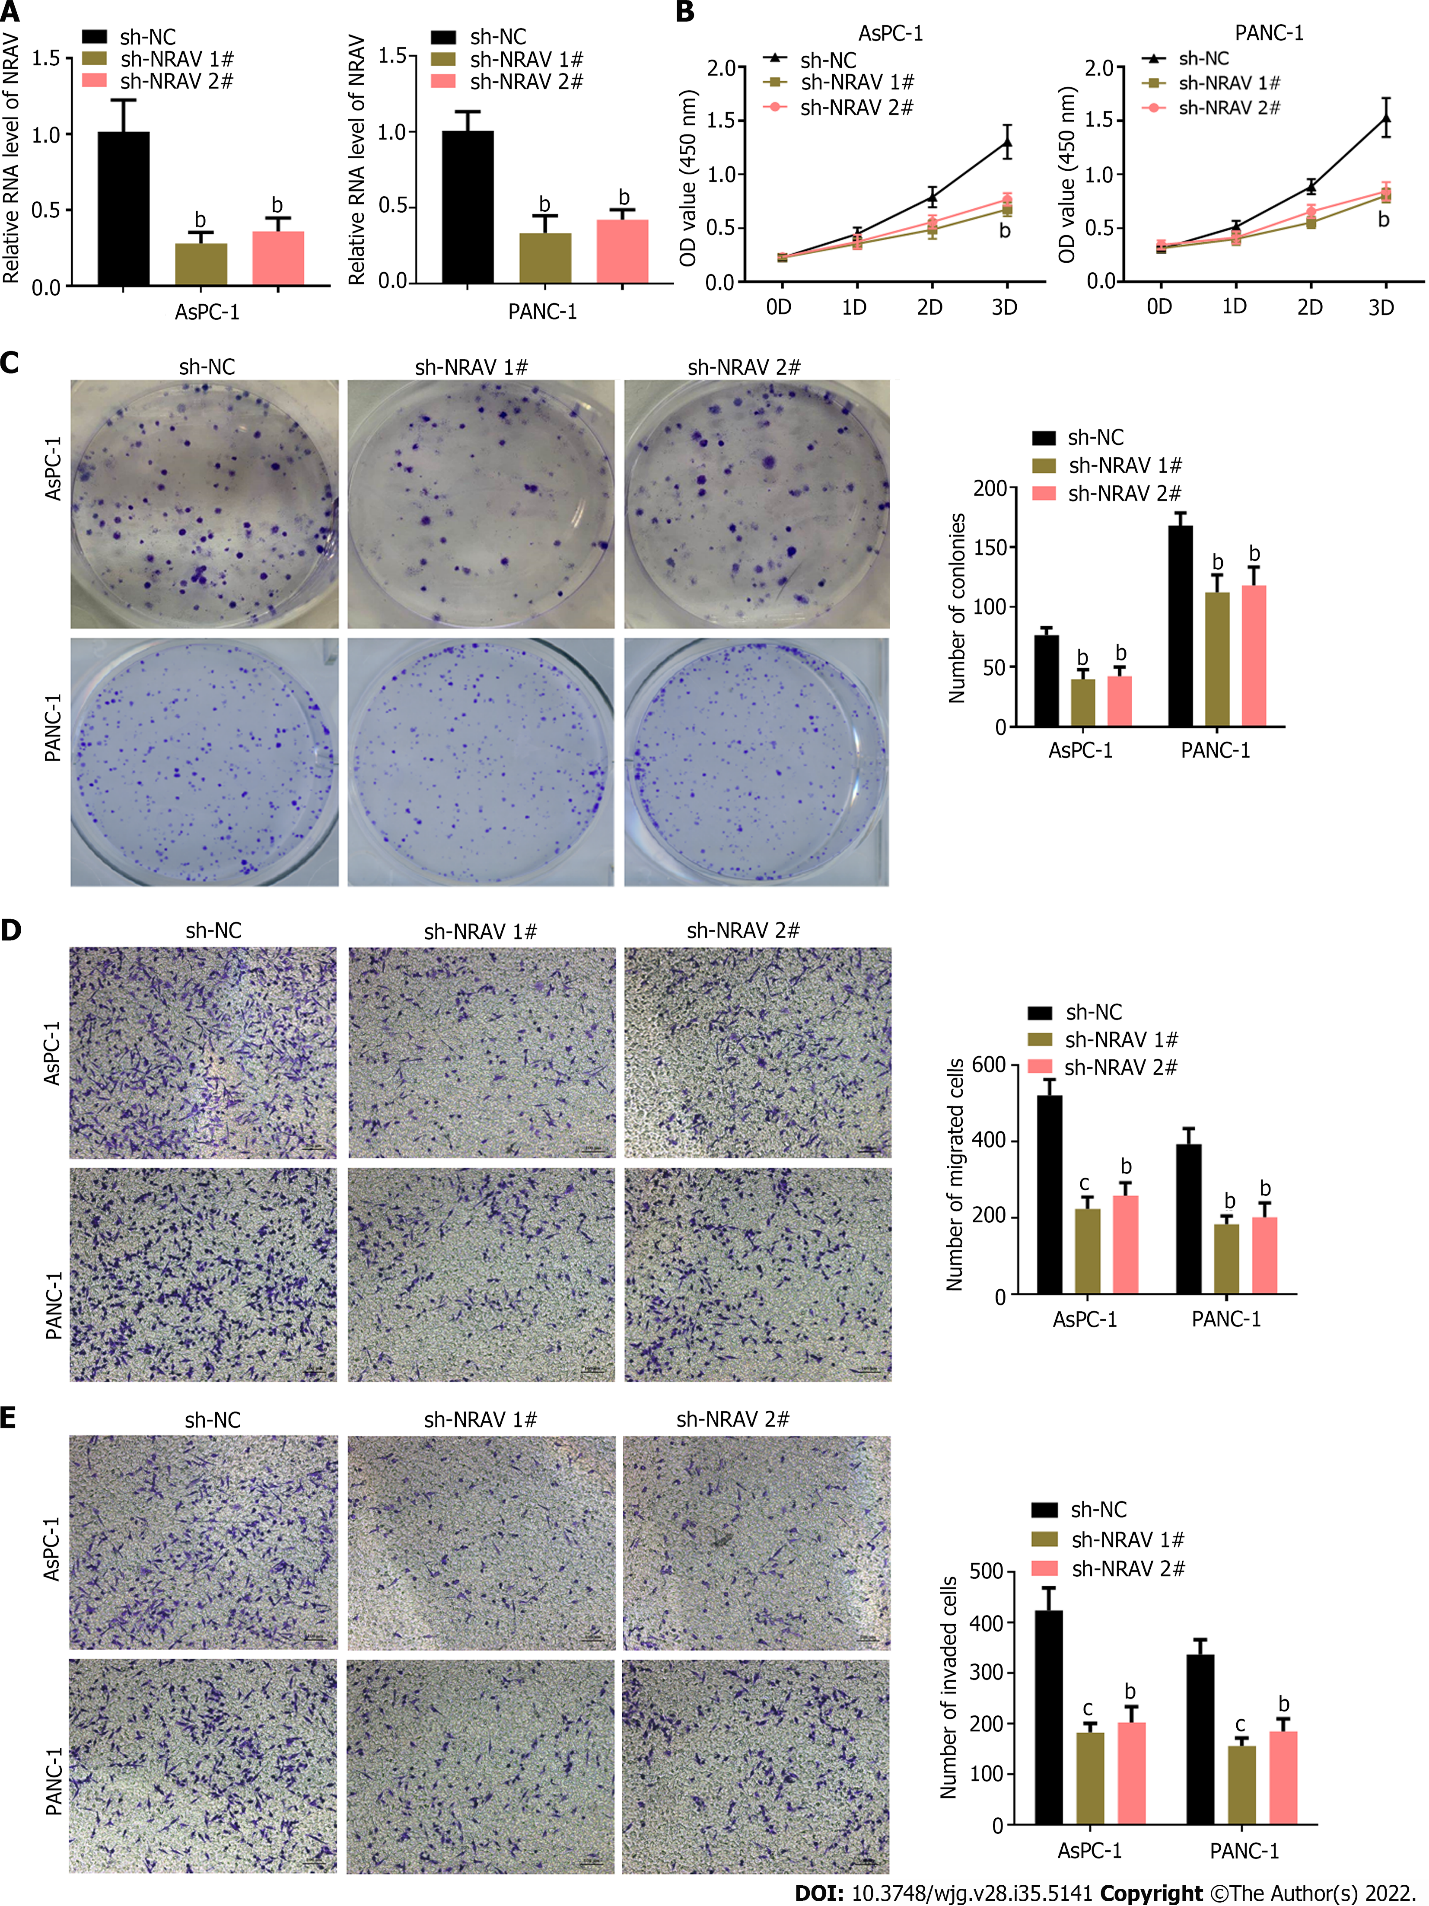 A
Relative RNA level of NRAV
1.5
1.0
0.5
0.0
sh-NC
sh-NRAV 1#
sh-NRAV 2#
b
b
AsPC-1
Relative RNA level of NRAV
1.5
1.0
0.5
0.0
sh-NC
sh-NRAV 1#
sh-NRAV 2#
b
b
PANC-1
B
AsPC-1
sh-NC
sh-NRAV 1#
sh-NRAV 2#
OD value (450 nm)
2.0
1.5
1.0
0.5
0.0
b
0D 1D 2D 3D
PANC-1
sh-NC
sh-NRAV 1#
sh-NRAV 2#
OD value (450 nm)
2.0
1.5
1.0
0.5
0.0
b
0D 1D 2D 3D
C
sh-NC sh-NRAV 1# sh-NRAV 2#
AsPC-1
PANC-1
sh-NC
sh-NRAV 1#
sh-NRAV 2#
Number of conlonies
200
150
100
50
0
b b b b
AsPC-1 PANC-1
D
sh-NC sh-NRAV 1# sh-NRAV 2#
AsPC-1
PANC-1
sh-NC
sh-NRAV 1#
sh-NRAV 2#
Number of migrated cells
600
400
200
0
c b b b
AsPC-1 PANC-1
E
sh-NC sh-NRAV 1# sh-NRAV 2#
AsPC-1
PANC-1
sh-NC
sh-NRAV 1#
sh-NRAV 2#
Number of invaded cells
500
400
300
200
100
0
c b c b
AsPC-1 PANC-1
DOI: 10.3748/wjg.v28.i35.5141 Copyright ©The Author(s) 2022.